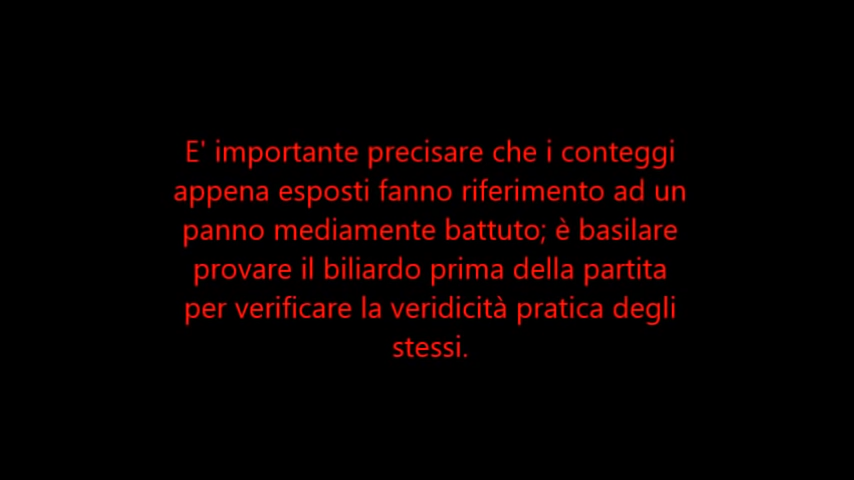 E' importante precisare che i conteggi
appena esposti fanno riferimento ad un
panno mediamente battuto; è basilare
provare il biliardo prima della partita
per verificare la veridicità pratica degli
stessi.